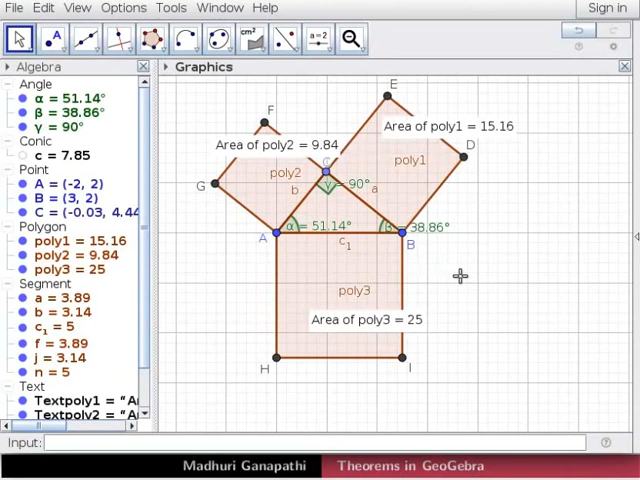 File Edit View Options Tools Window Help Sign in
A a=2 cm²
Algebra
Graphics
Angle
α = 51.14°
β = 38.86°
γ = 90°
Conic
c = 7.85
Point
A = (-2, 2)
B = (3, 2)
C = (-0.03, 4.44
Polygon
poly1 = 15.16
poly2 = 9.84
poly3 = 25
Segment
a = 3.89
b = 3.14
c₁ = 5
f = 3.89
j = 3.14
n = 5
Text
Textpoly1 = "A
Textpoly2 = "A
E
F
Area of poly1 = 15.16
Area of poly2 = 9.84
D
C
poly1
poly2
G
γ = 90°
b
a
α = 51.14°
β = 38.86°
A
c₁
B
poly3
Area of poly3 = 25
H
I
Input:
Madhuri Ganapathi Theorems in GeoGebra